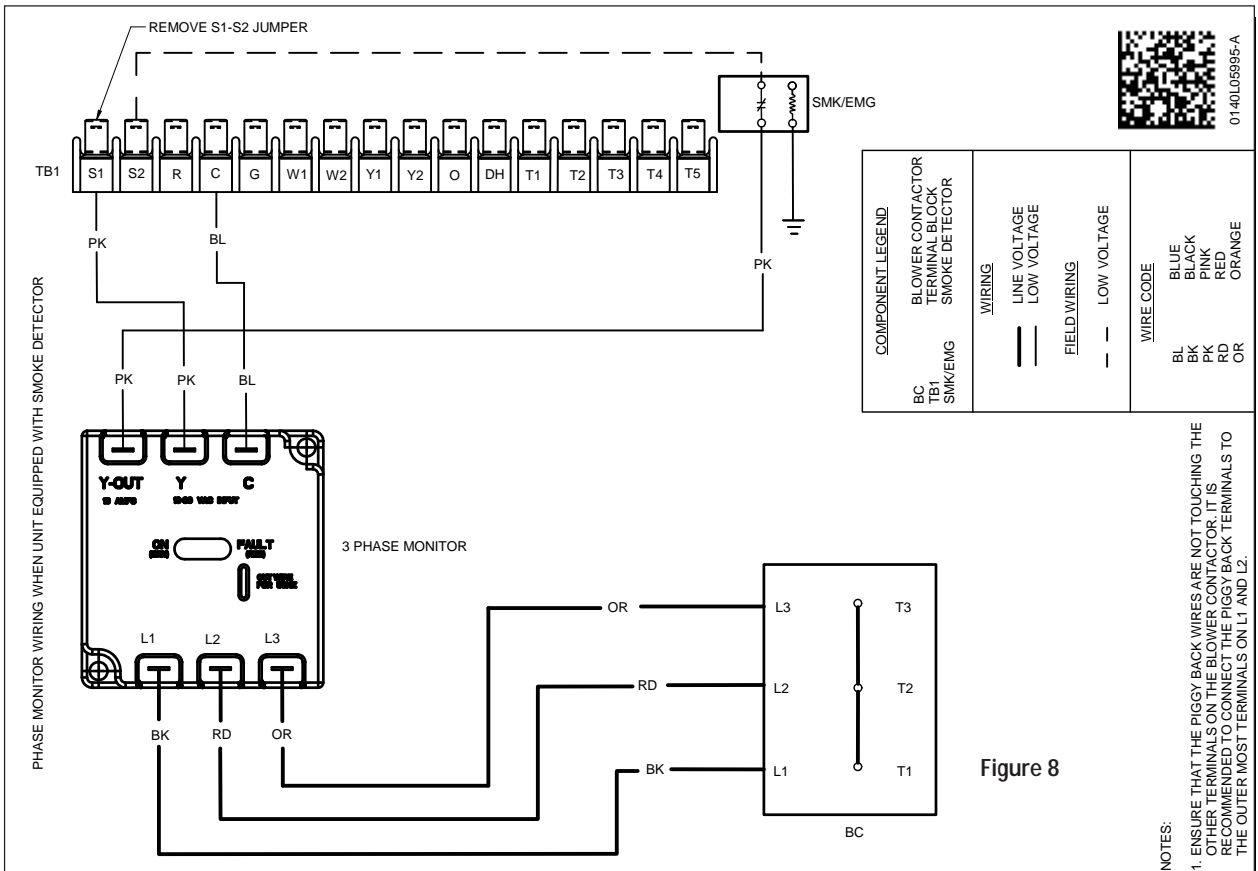 REMOVE S1-S2 JUMPER
SMK/EMG
TB1
S1 S2 R C G W1 W2 Y1 Y2 O DH T1 T2 T3 T4 T5
PK
BL
PK
PK
PK
BL
Y-OUT Y C
10 AMPS
ON
FAULT
3 PHASE MONITOR
L1 L2 L3
BK RD OR
OR
RD
BK
L3 T3
L2 T2
L1 T1
BC
Figure 8
PHASE MONITOR WIRING WHEN UNIT EQUIPPED WITH SMOKE DETECTOR
0140L05995-A
COMPONENT LEGEND
BC BLOWER CONTACTOR
TB1 TERMINAL BLOCK
SMK/EMG SMOKE DETECTOR
WIRING
LINE VOLTAGE
LOW VOLTAGE
FIELD WIRING
LOW VOLTAGE
WIRE CODE
BL BLUE
BK BLACK
PK PINK
RD RED
OR ORANGE
NOTES:
1. ENSURE THAT THE PIGGY BACK WIRES ARE NOT TOUCHING THE
OTHER TERMINALS ON THE BLOWER CONTACTOR. IT IS
RECOMMENDED TO CONNECT THE PIGGY BACK TERMINALS TO
THE OUTER MOST TERMINALS ON L1 AND L2.